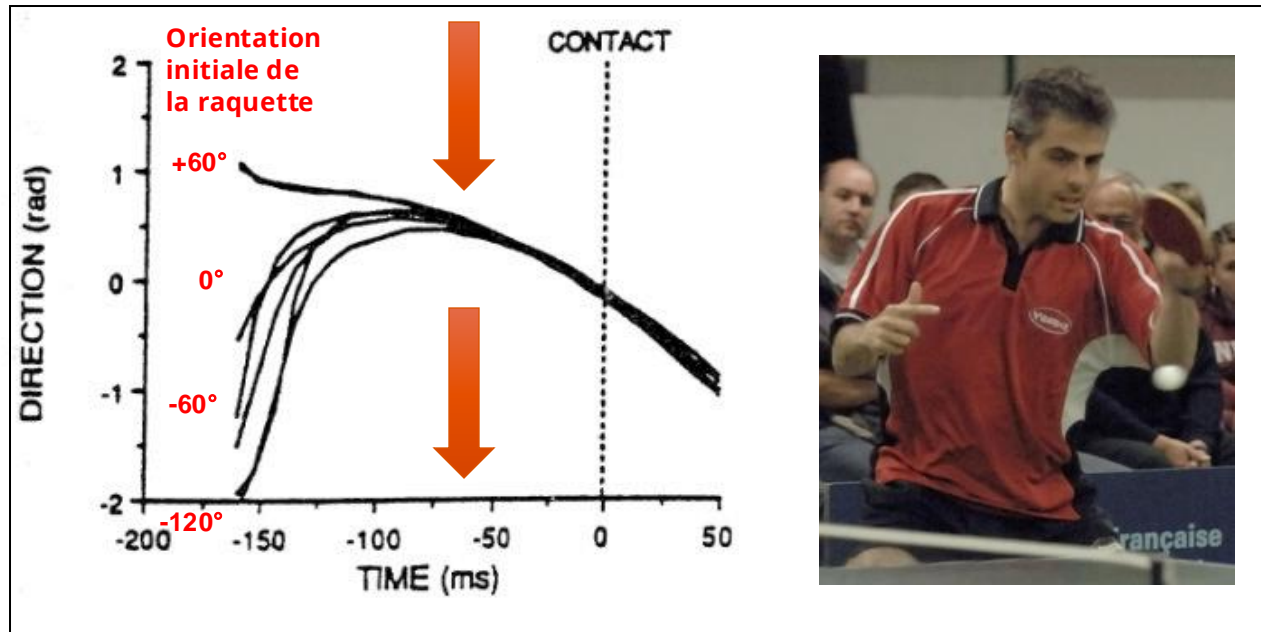 Orientation
initiale de
la raquette
CONTACT
2
+60°
1
DIRECTION (rad)
0°
0
-60°
-1
-2
-120°
-200
-150
-100
-50
0
50
TIME (ms)
rançaise